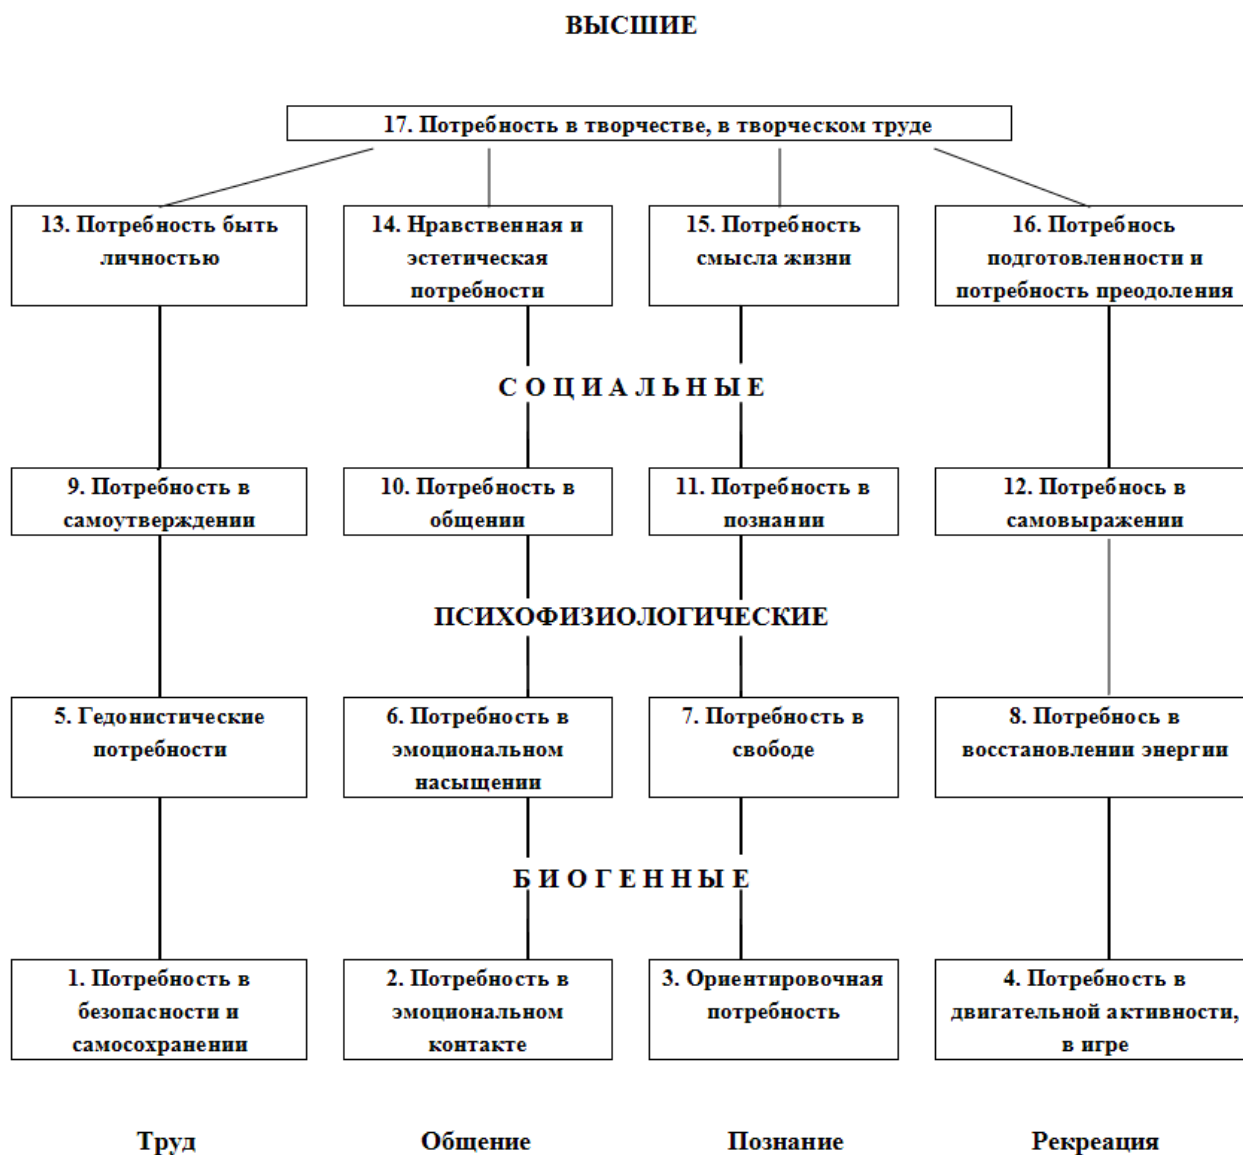 ВЫСШИЕ
17. Потребность в творчестве, в творческом труде
13. Потребность быть
личностью
14. Нравственная и
эстетическая
потребности
15. Потребность
смысла жизни
16. Потребнось
подготовленности и
потребность преодоления
СОЦИАЛЬНЫЕ
9. Потребность в
самоутверждении
10. Потребность в
общении
11. Потребность в
познании
12. Потребнось в
самовыражении
ПСИХОФИЗИОЛОГИЧЕСКИЕ
5. Гедонистические
потребности
6. Потребность в
эмоциональном
насыщении
7. Потребность в
свободе
8. Потребнось в
восстановлении энергии
БИОГЕННЫЕ
1. Потребность в
безопасности и
самосохранении
2. Потребность в
эмоциональном
контакте
3. Ориентировочная
потребность
4. Потребность в
двигательной активности,
в игре
Труд
Общение
Познание
Рекреация